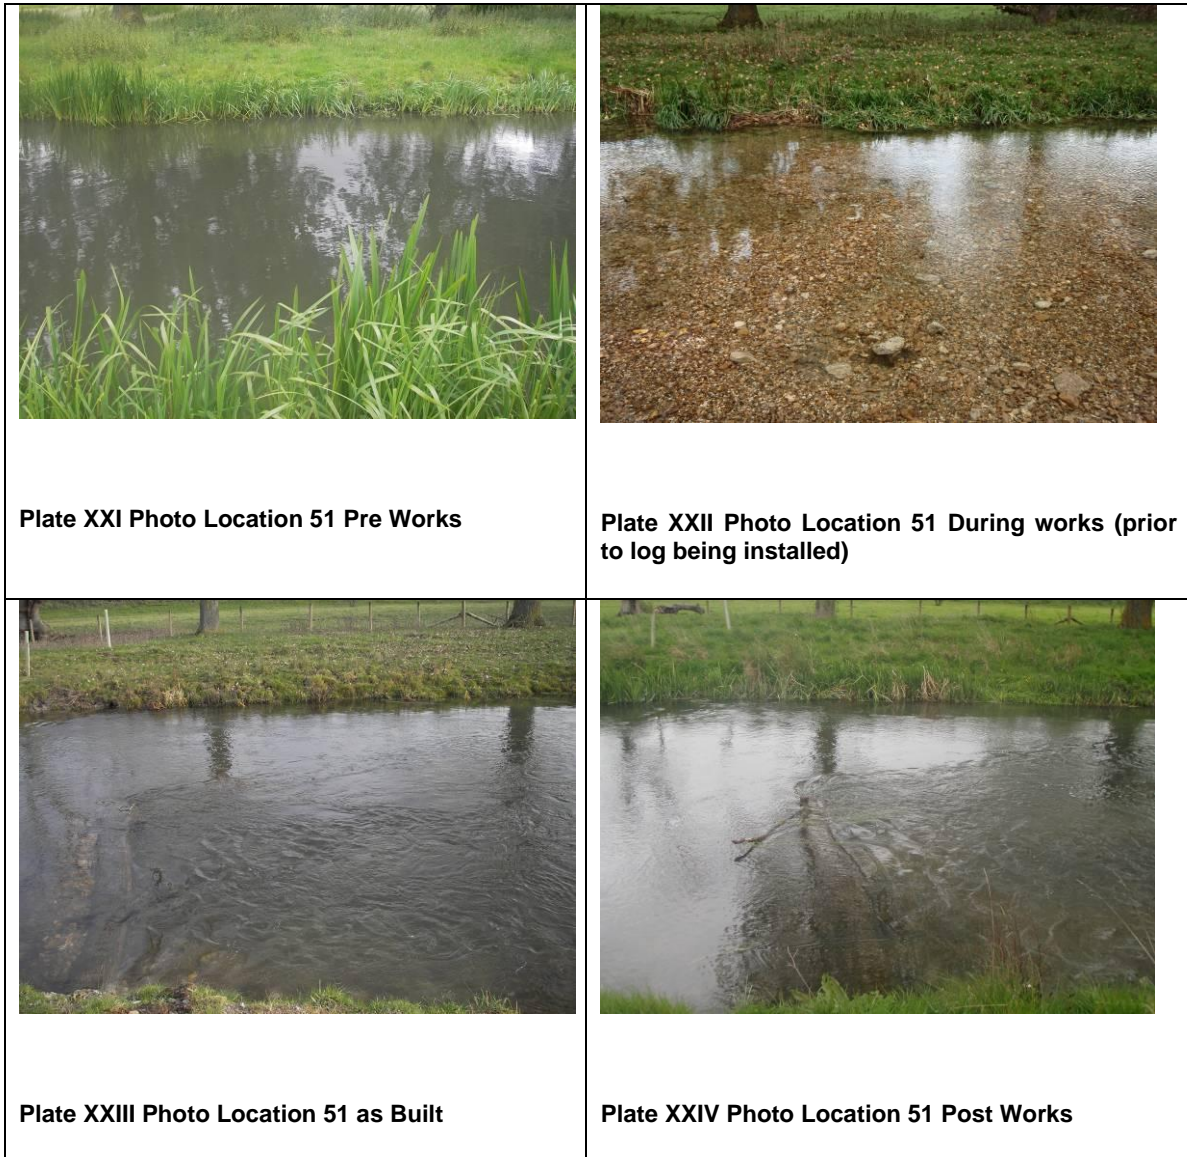 Plate XXI Photo Location 51 Pre Works
Plate XXII Photo Location 51 During works (prior
to log being installed)
Plate XXIII Photo Location 51 as Built
Plate XXIV Photo Location 51 Post Works